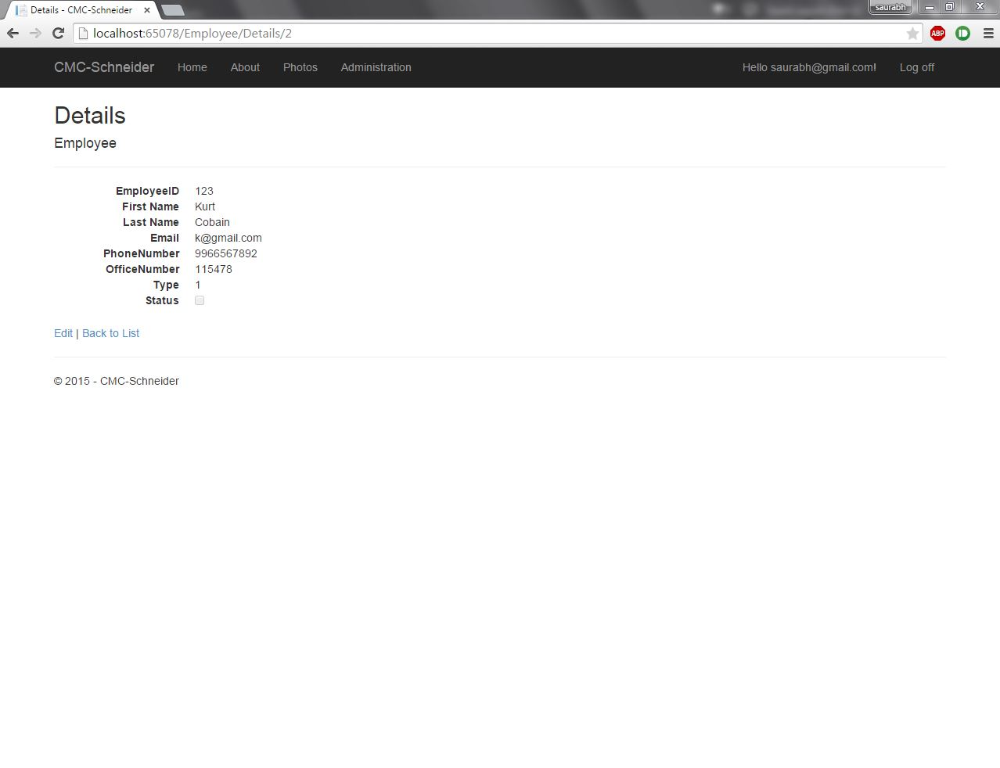 Details - CMC-Schneider
saurabh
localhost:65078/Employee/Details/2
ABP
CMC-Schneider Home About Photos Administration Hello saurabh@gmail.com! Log off
Details
Employee
EmployeeID 123
First Name Kurt
Last Name Cobain
Email k@gmail.com
PhoneNumber 9966567892
OfficeNumber 115478
Type 1
Status
Edit | Back to List
© 2015 - CMC-Schneider